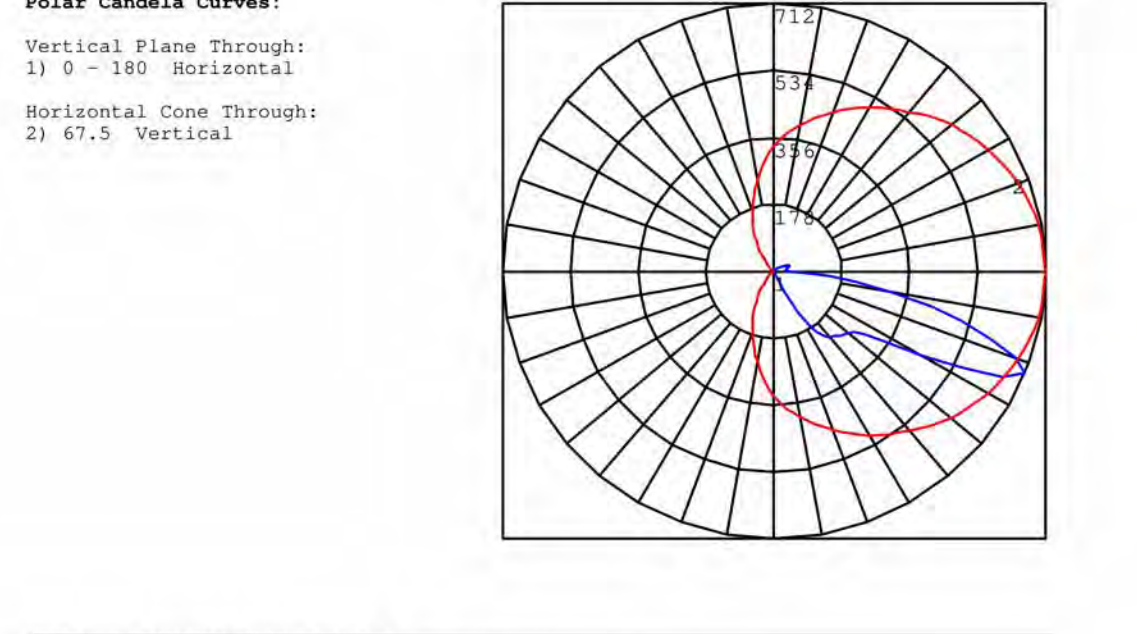 Polar Candela Curves:
Vertical Plane Through:
1) 0 - 180  Horizontal
Horizontal Cone Through:
2) 67.5  Vertical
712
534
356
2
178
1